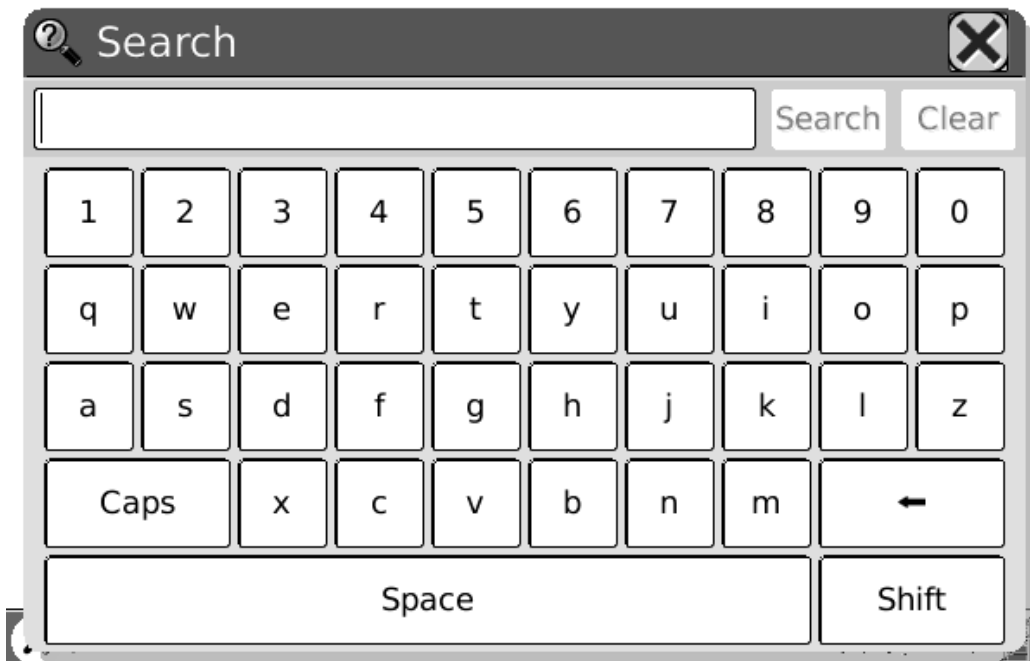 Search
Search Clear
1 2 3 4 5 6 7 8 9 0
q w e r t y u i o p
a s d f g h j k l z
Caps x c v b n m
Space Shift